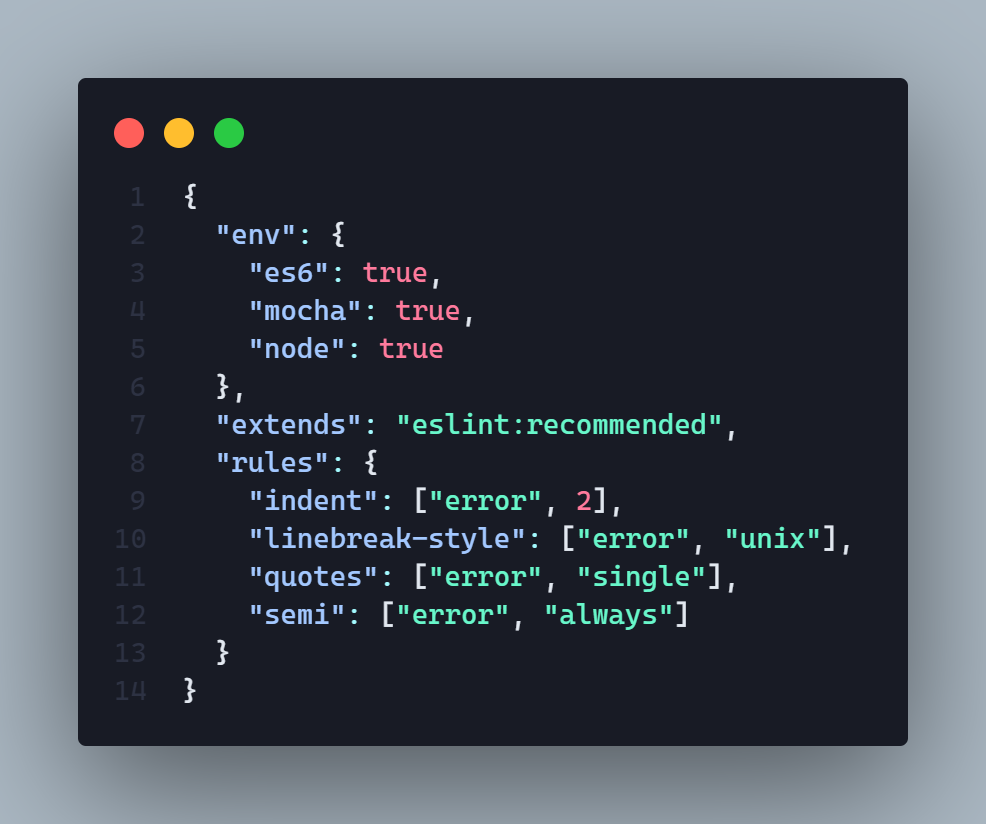 1 {
2   "env": {
3     "es6": true,
4     "mocha": true,
5     "node": true
6   },
7   "extends": "eslint:recommended",
8   "rules": {
9     "indent": ["error", 2],
10     "linebreak-style": ["error", "unix"],
11     "quotes": ["error", "single"],
12     "semi": ["error", "always"]
13   }
14 }